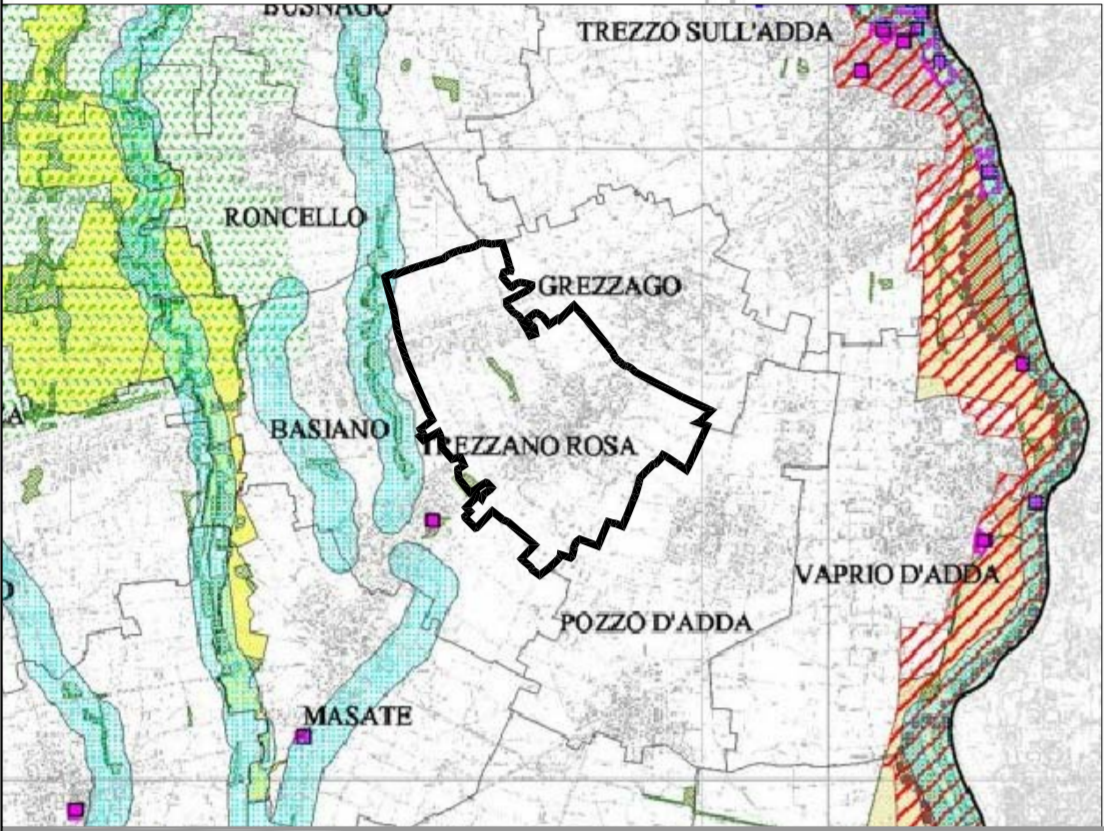 BUSNAGO
TREZZO SULL'ADDA
RONCELLO
GREZZAGO
BASIANO
TREZZANO ROSA
VAPRIO D'ADDA
POZZO D'ADDA
MASATE